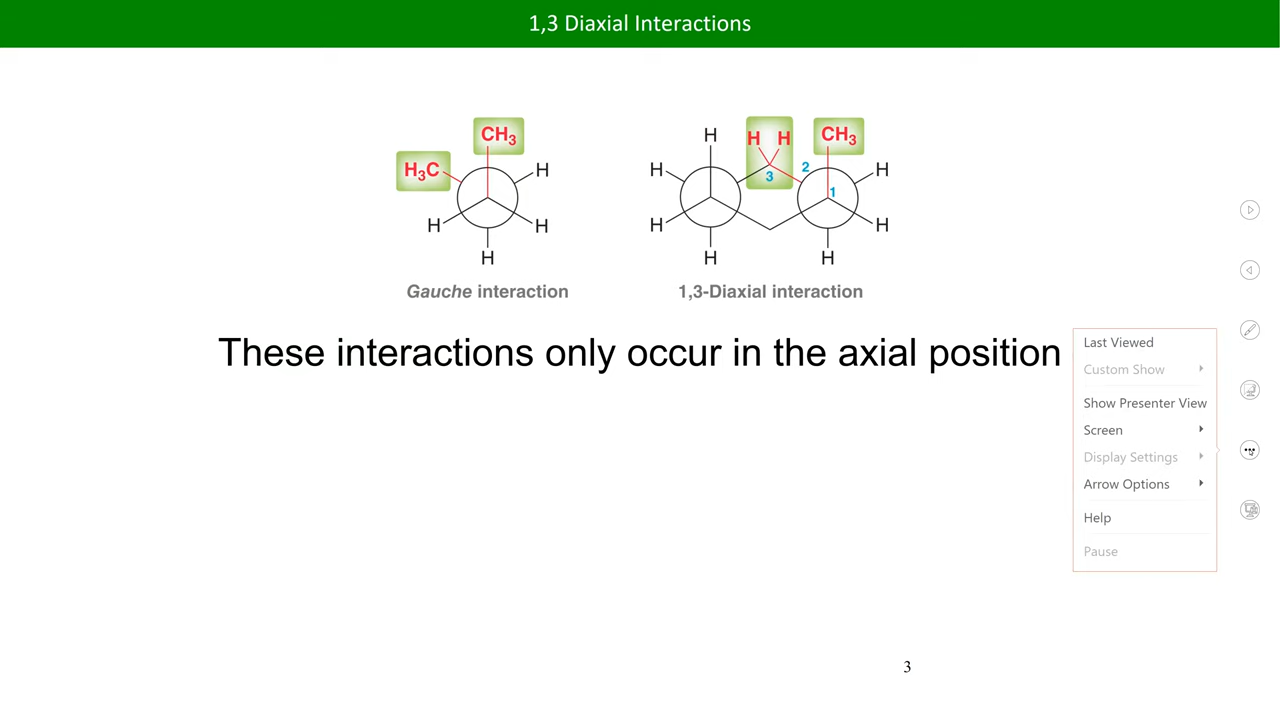 1,3 Diaxial Interactions
CH3
H3C
H
H
H
H
Gauche interaction
H
H H
CH3
H
2
H
3
1
H
H
H
H
1,3-Diaxial interaction
These interactions only occur in the axial position
Last Viewed
Custom Show
Show Presenter View
Screen
Display Settings
Arrow Options
Help
Pause
3